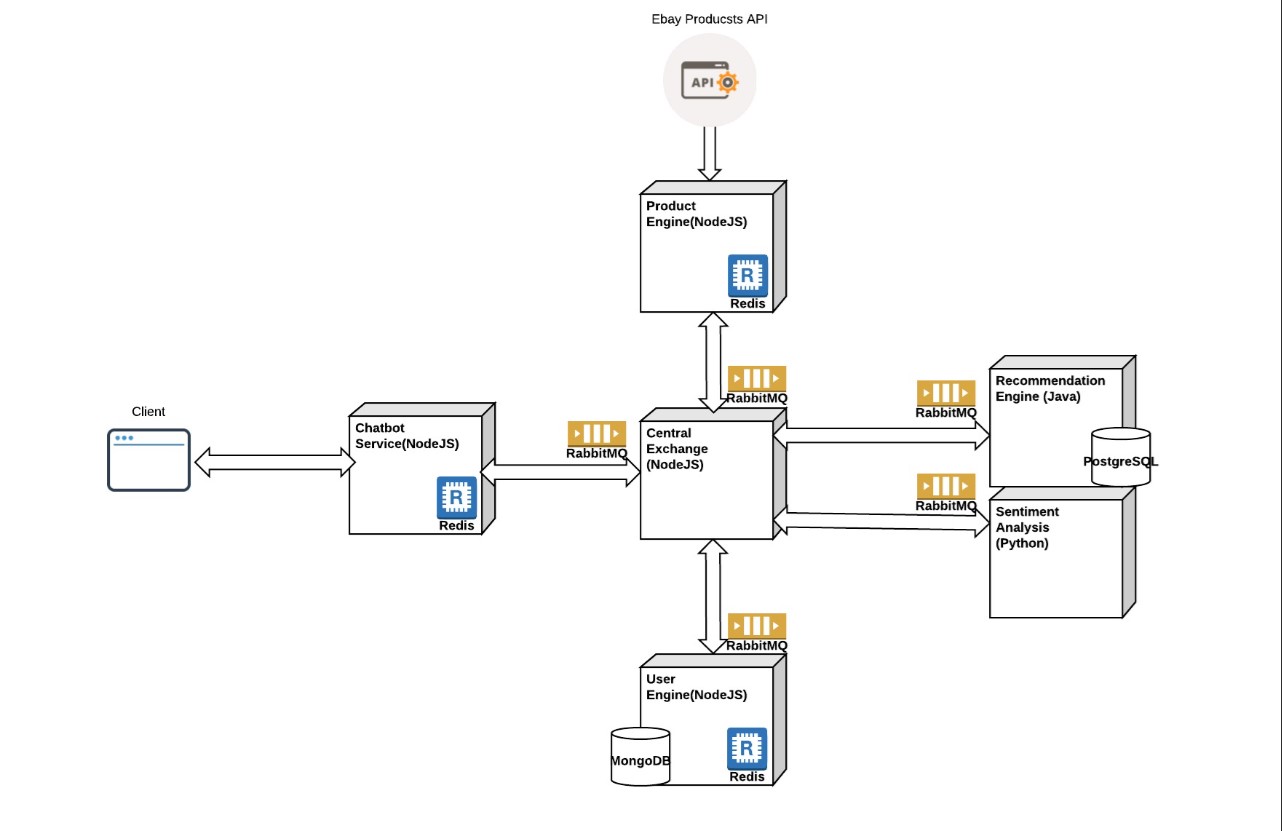 Ebay Producsts API
API
Product
Engine(NodeJS)
R
Redis
RabbitMQ
RabbitMQ
Recommendation
Engine (Java)
PostgreSQL
Client
Chatbot
Service(NodeJS)
R
Redis
RabbitMQ
Central
Exchange
(NodeJS)
RabbitMQ
Sentiment
Analysis
(Python)
RabbitMQ
User
Engine(NodeJS)
MongoDB
R
Redis